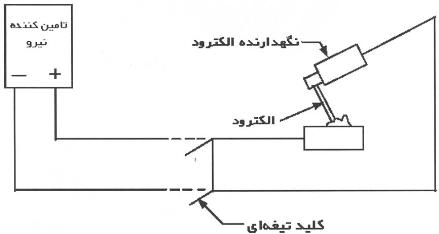 تامین کننده
نیرو
— +
نگهدارنده الکترود
الکترود
کلید تیغه‌ای